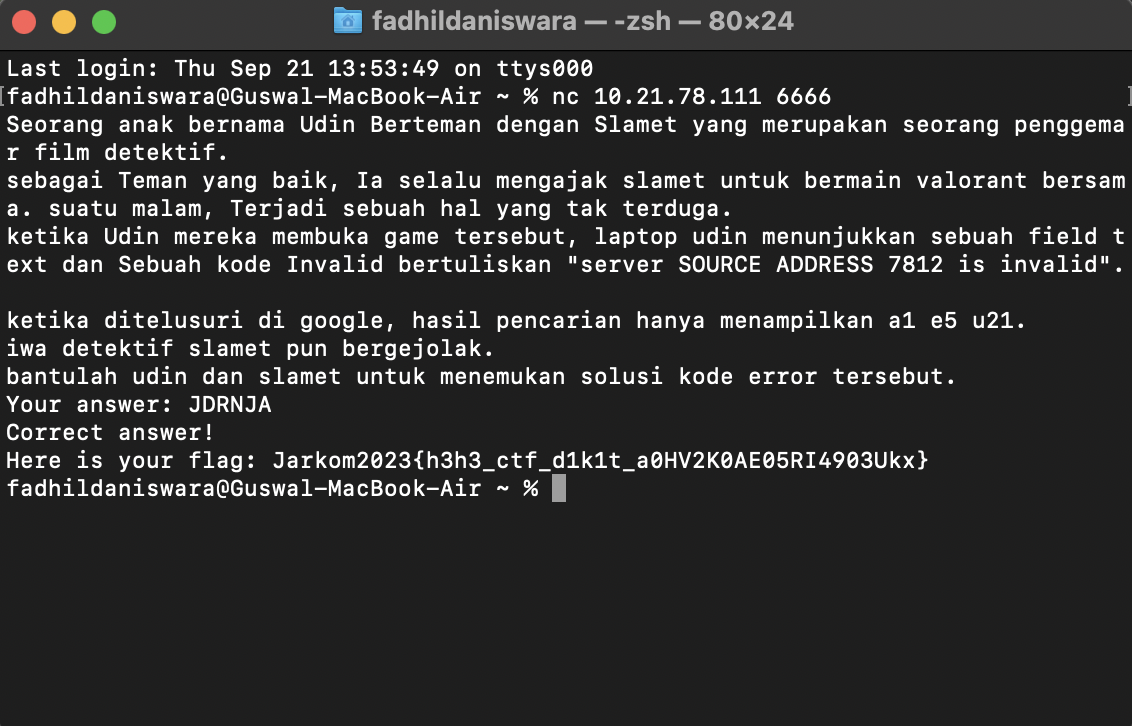 fadhildaniswara — -zsh — 80×24
Last login: Thu Sep 21 13:53:49 on ttys000
[fadhildaniswara@Guswal-MacBook-Air ~ % nc 10.21.78.111 6666 ]
Seorang anak bernama Udin Berteman dengan Slamet yang merupakan seorang penggema
r film detektif.
sebagai Teman yang baik, Ia selalu mengajak slamet untuk bermain valorant bersam
a. suatu malam, Terjadi sebuah hal yang tak terduga.
ketika Udin mereka membuka game tersebut, laptop udin menunjukkan sebuah field t
ext dan Sebuah kode Invalid bertuliskan "server SOURCE ADDRESS 7812 is invalid".
ketika ditelusuri di google, hasil pencarian hanya menampilkan a1 e5 u21.
iwa detektif slamet pun bergejolak.
bantulah udin dan slamet untuk menemukan solusi kode error tersebut.
Your answer: JDRNJA
Correct answer!
Here is your flag: Jarkom2023{h3h3_ctf_d1k1t_a0HV2K0AE05RI4903Ukx}
fadhildaniswara@Guswal-MacBook-Air ~ %